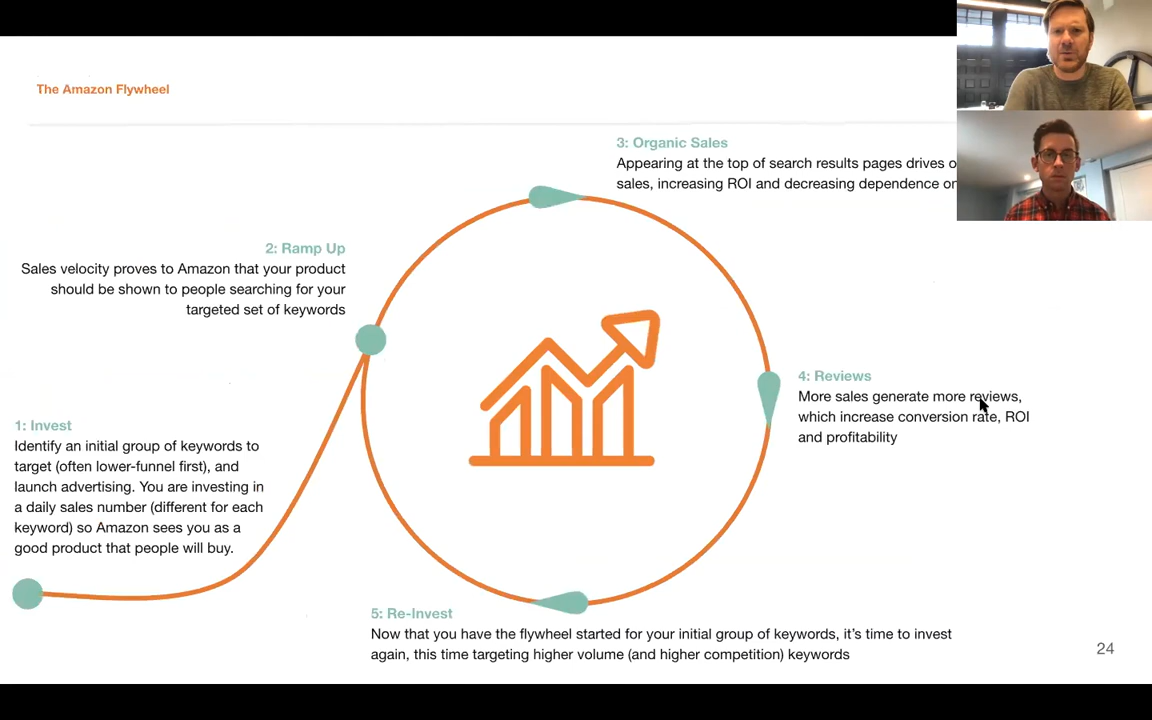 The Amazon Flywheel
3: Organic Sales
Appearing at the top of search results pages drives
sales, increasing ROI and decreasing dependence
2: Ramp Up
Sales velocity proves to Amazon that your product
should be shown to people searching for your
targeted set of keywords
4: Reviews
More sales generate more reviews,
which increase conversion rate, ROI
and profitability
1: Invest
Identify an initial group of keywords to
target (often lower-funnel first), and
launch advertising. You are investing in
a daily sales number (different for each
keyword) so Amazon sees you as a
good product that people will buy.
5: Re-Invest
Now that you have the flywheel started for your initial group of keywords, it’s time to invest
again, this time targeting higher volume (and higher competition) keywords
24